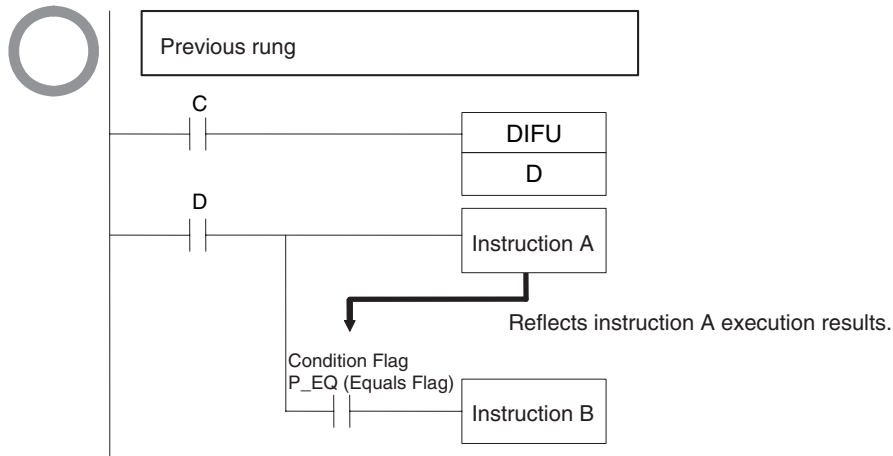 Previous rung
C
DIFU
D
D
Instruction A
Reflects instruction A execution results.
Condition Flag
P_EQ (Equals Flag)
Instruction B